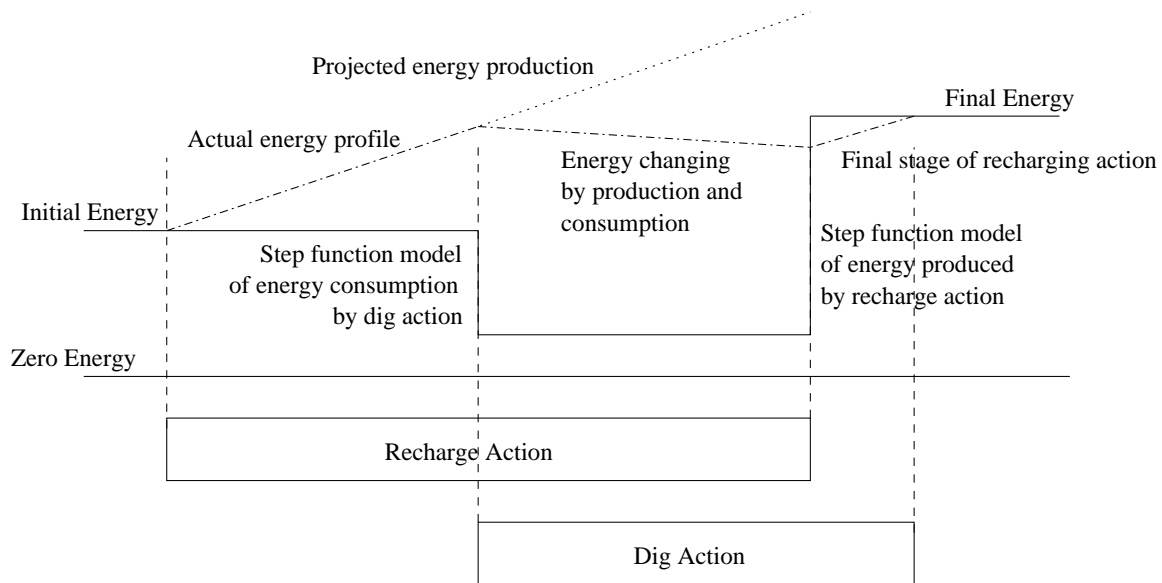 Projected energy production
Final Energy
Actual energy profile
Energy changing
by production and
consumption
Final stage of recharging action
Initial Energy
Step function model
of energy consumption
by dig action
Step function model
of energy produced
by recharge action
Zero Energy
Recharge Action
Dig Action